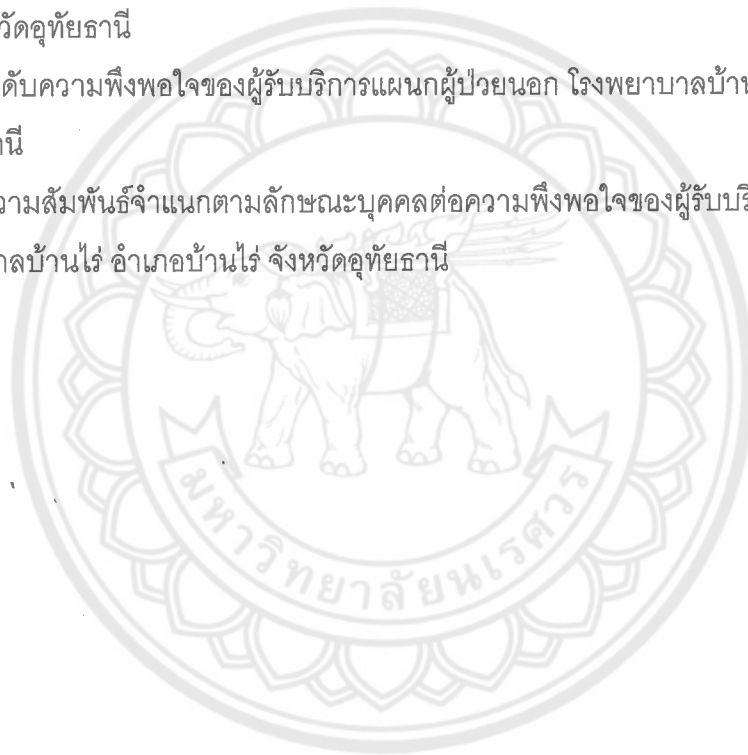 วัดอุทัยธานี
ดับความพึงพอใจของผู้รับบริการแผนกผู้ป่วยนอก โรงพยาบาลบ้าน
นี
วามสัมพันธ์จำแนกตามลักษณะบุคคลต่อความพึงพอใจของผู้รับบริ
าลบ้านไร่ อำเภอบ้านไร่ จังหวัดอุทัยธานี
มหาวิทยาลัยนเรศวร